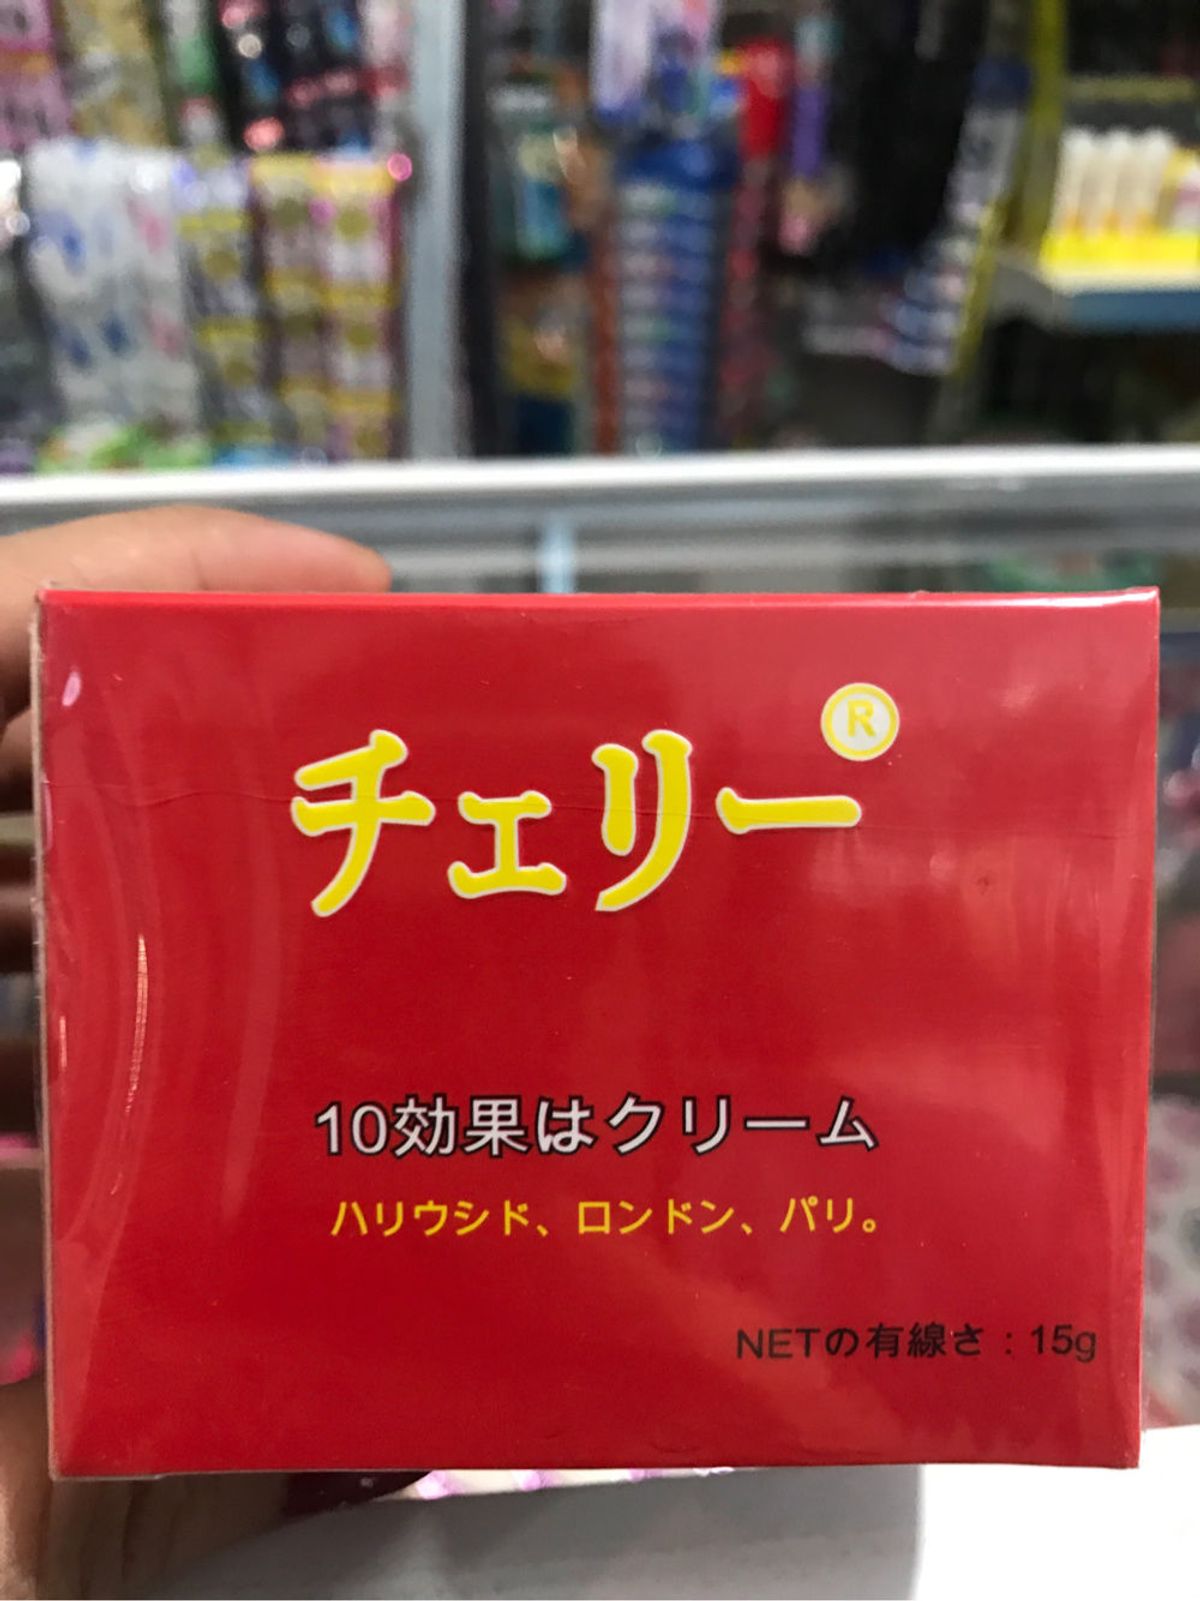 チェリー®
10効果はクリーム
ハリウシド、ロンドン、パリ。
NETの有線さ：15g